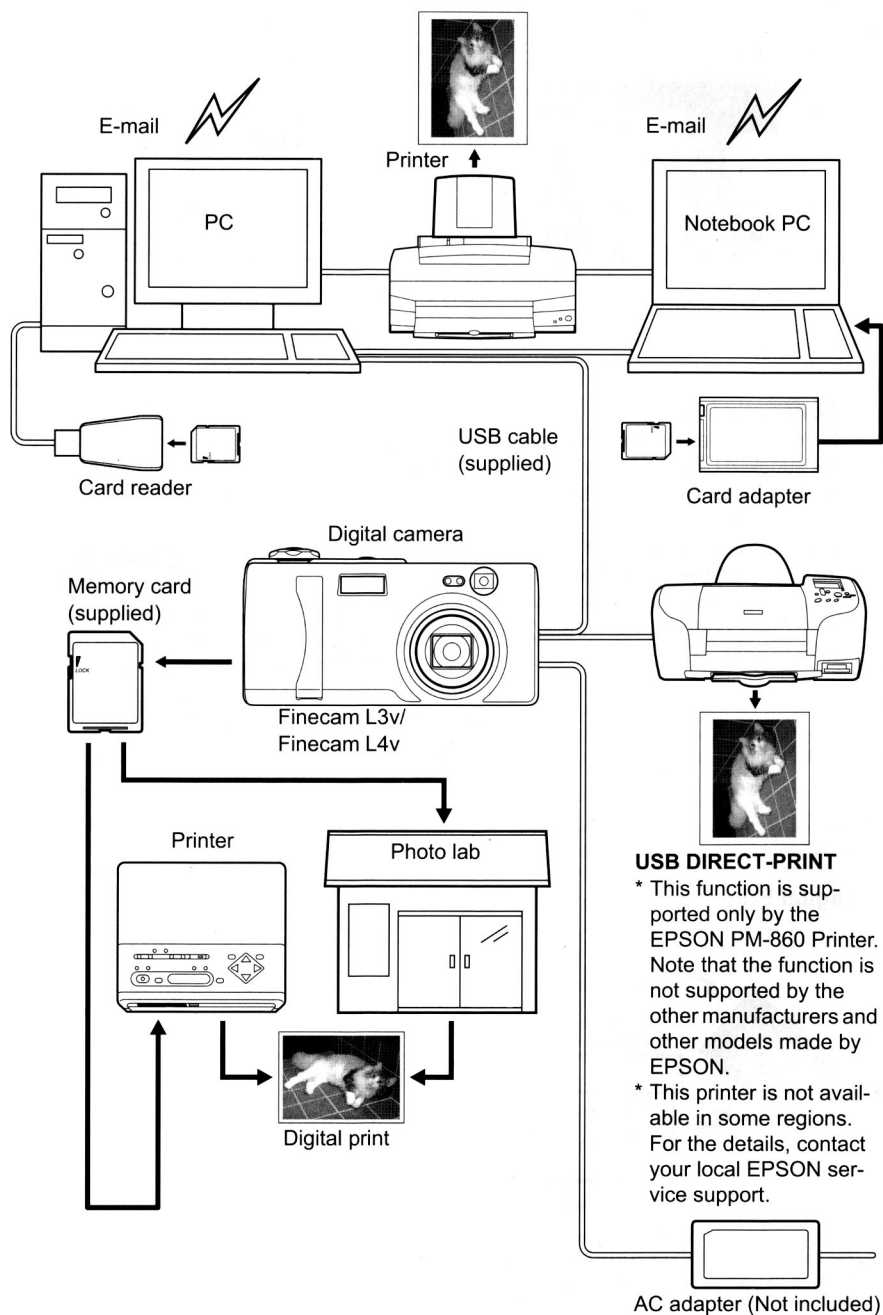 E-mail
E-mail
Printer
PC
Notebook PC
USB cable
(supplied)
Card reader
Card adapter
Digital camera
Memory card
(supplied)
LOCK
Finecam L3v/
Finecam L4v
Printer
Photo lab
Digital print
USB DIRECT-PRINT
* This function is sup-
ported only by the
EPSON PM-860 Printer.
Note that the function is
not supported by the
other manufacturers and
other models made by
EPSON.
* This printer is not avail-
able in some regions.
For the details, contact
your local EPSON ser-
vice support.
AC adapter (Not included)